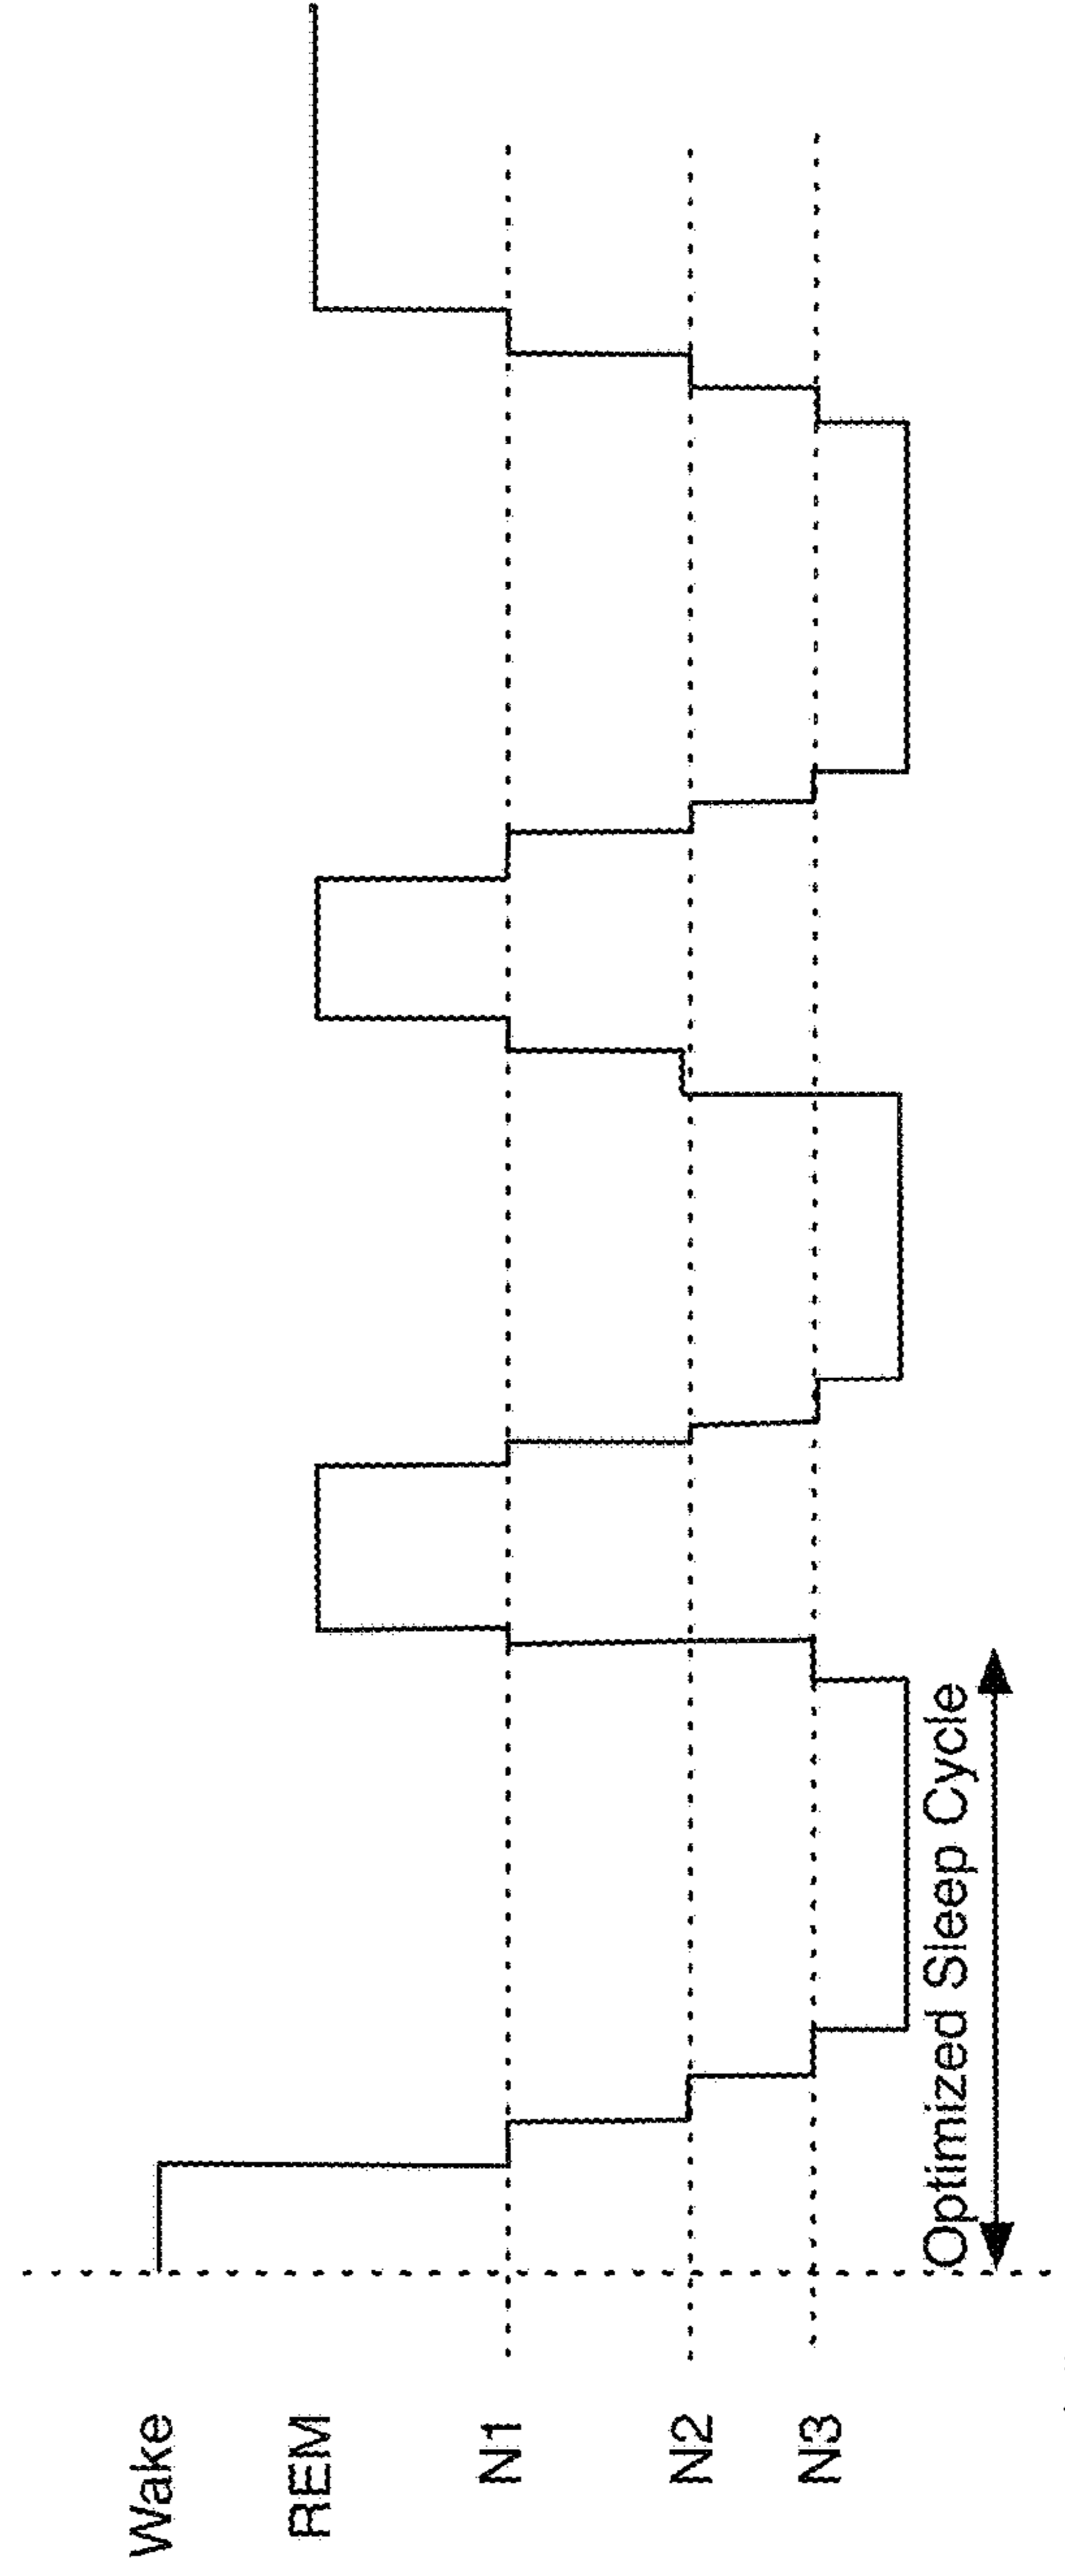 Wake
REM
N1
N2
N3
Optimized Sleep Cycle